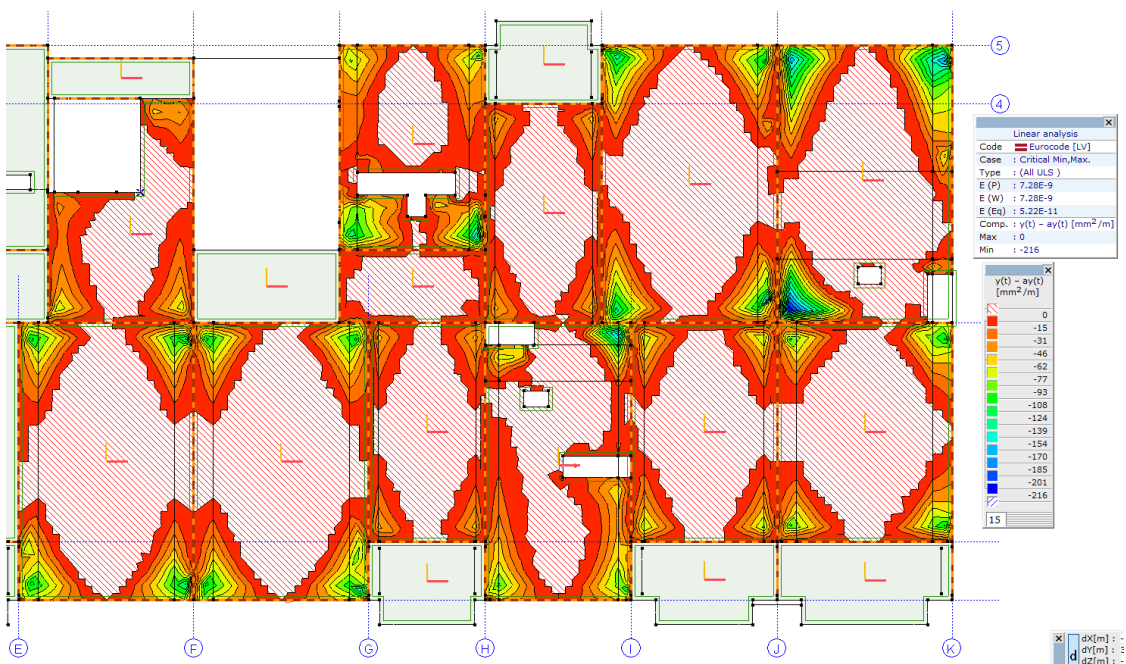 5
4
Linear analysis
Code : Eurocode [LV]
Case : Critical Min,Max.
Type : (All ULS )
E (P) : 7.28E-9
E (W) : 7.28E-9
E (Eq) : 5.22E-11
Comp. : y(t) – ay(t) [mm²/m]
Max : 0
Min : -216
y(t) – ay(t)
[mm²/m]
0
-15
-31
-46
-62
-77
-93
-108
-124
-139
-154
-170
-185
-201
-216
15
E F G H I J K
d
dX[m] : -
dY[m] : 3
dZ[m] : -